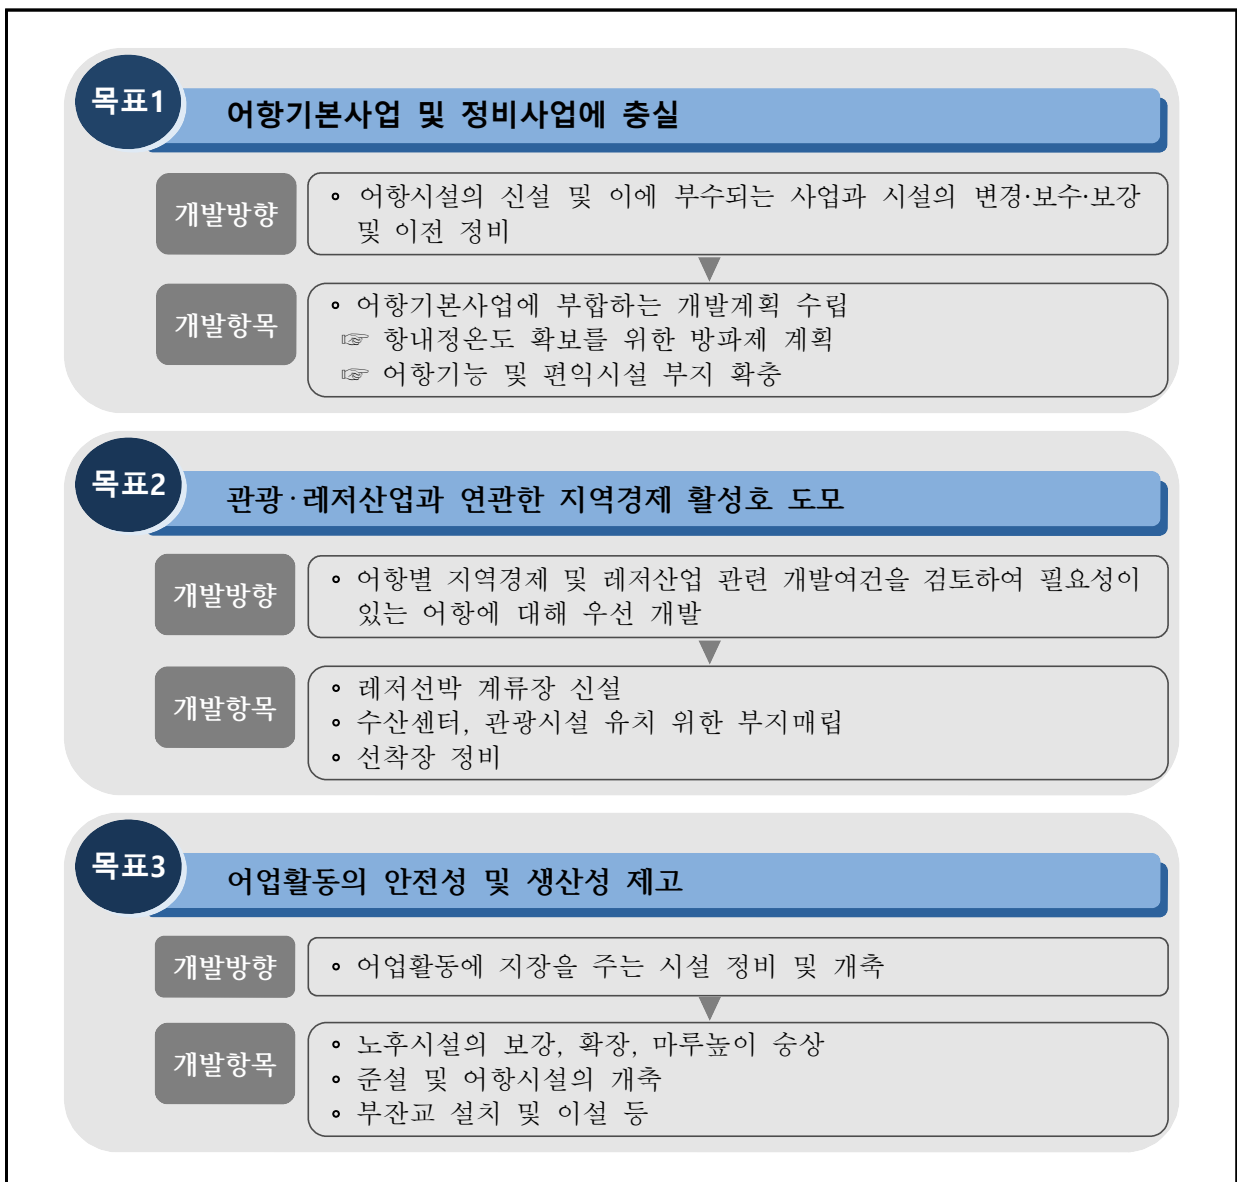 목표1
어항기본사업 및 정비사업에 충실
개발방향
∘ 어항시설의 신설 및 이에 부수되는 사업과 시설의 변경·보수·보강
및 이전 정비
개발항목
∘ 어항기본사업에 부합하는 개발계획 수립
☞ 항내정온도 확보를 위한 방파제 계획
☞ 어항기능 및 편익시설 부지 확충
목표2
관광·레저산업과 연관한 지역경제 활성호 도모
개발방향
∘ 어항별 지역경제 및 레저산업 관련 개발여건을 검토하여 필요성이
있는 어항에 대해 우선 개발
개발항목
∘ 레저선박 계류장 신설
∘ 수산센터, 관광시설 유치 위한 부지매립
∘ 선착장 정비
목표3
어업활동의 안전성 및 생산성 제고
개발방향
∘ 어업활동에 지장을 주는 시설 정비 및 개축
개발항목
∘ 노후시설의 보강, 확장, 마루높이 숭상
∘ 준설 및 어항시설의 개축
∘ 부잔교 설치 및 이설 등